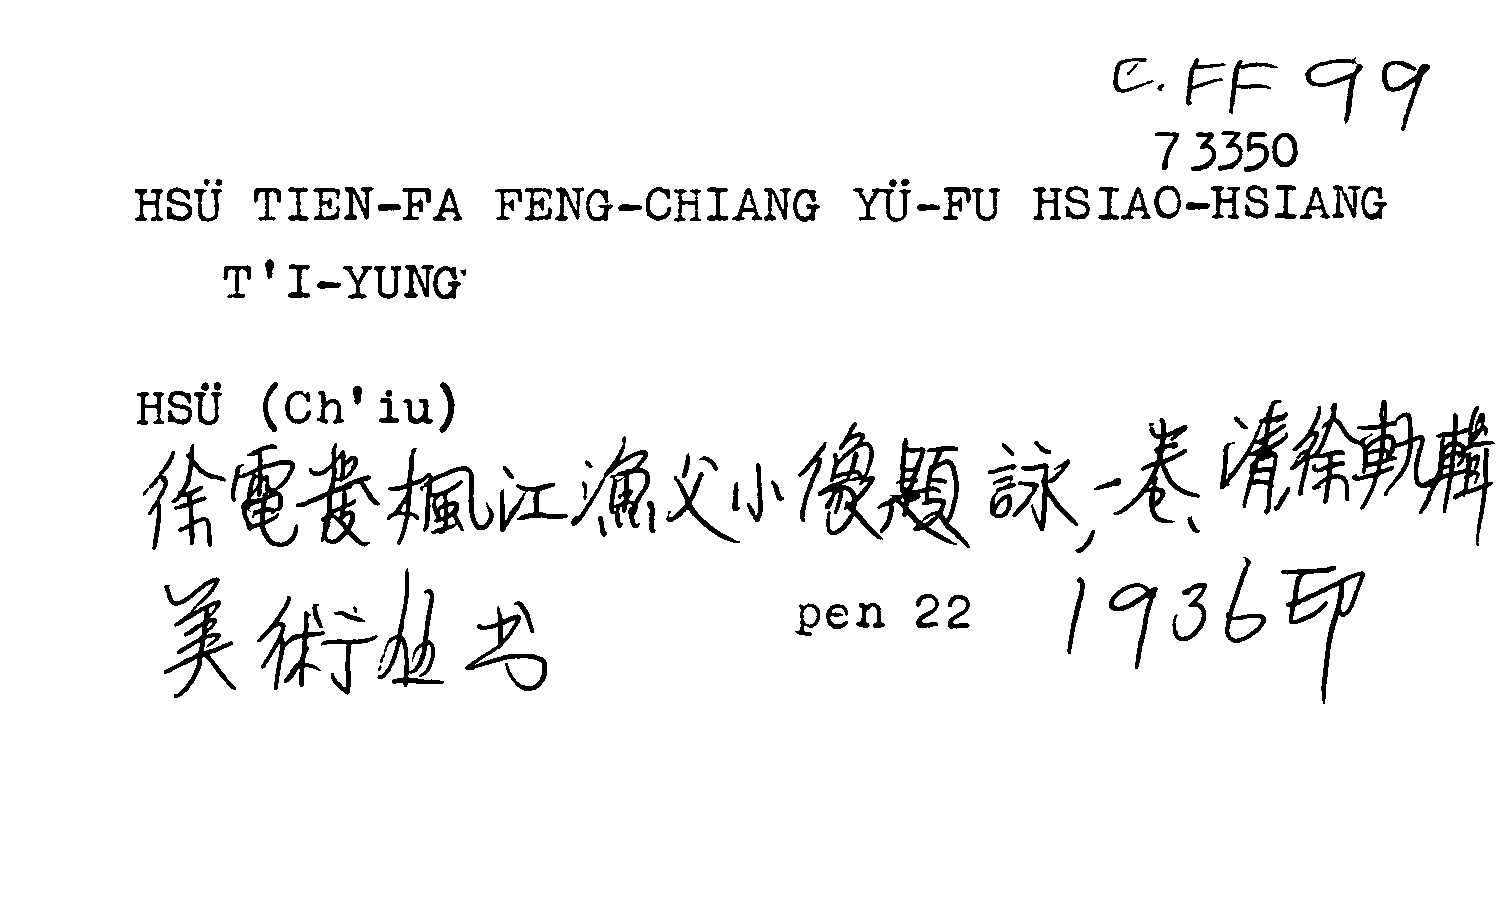 C. FF 99
73350
HSÜ TIEN-FA FENG-CHIANG YÜ-FU HSIAO-HSIANG
T'I-YUNG
HSÜ (Ch'iu)
徐電發楓江漁父小像題詠,一卷、清徐軌輯
美術丛书 pen 22 1936印